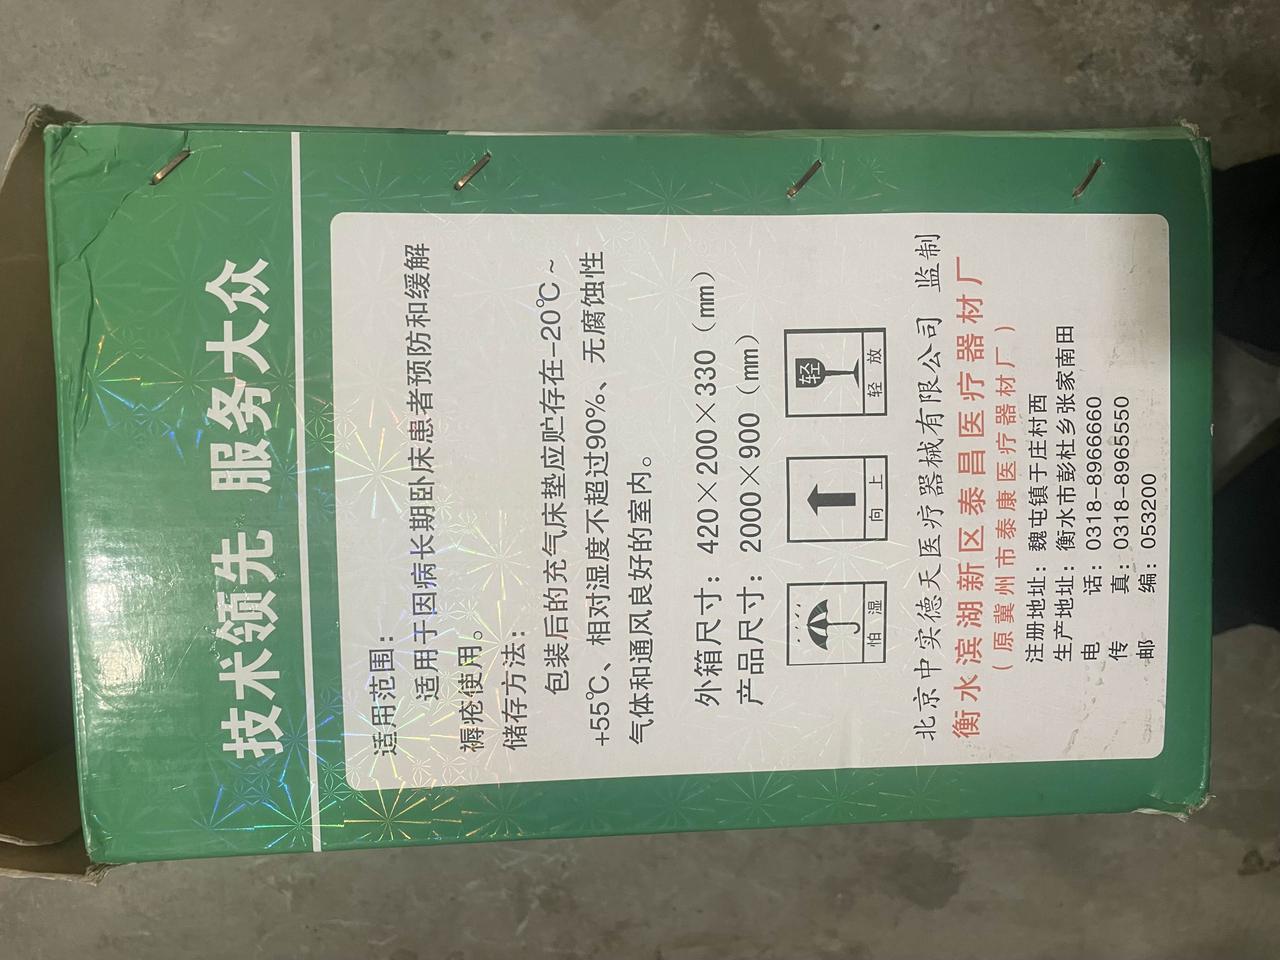 技术领先 服务大众
适用范围：
适用于因病长期卧床患者预防和缓解
褥疮使用。
储存方法：
包装后的充气床垫应贮存在-20℃~
+55℃、相对湿度不超过90%、无腐蚀性
气体和通风良好的室内。
外箱尺寸：420×200×330（mm）
产品尺寸：2000×900（mm）
怕湿
向上
轻
轻放
北京中实德天医疗器械有限公司 监制
衡水滨湖新区泰昌医疗器材厂
（原冀州市泰康医疗器材厂）
注册地址：魏屯镇于庄村西
生产地址：衡水市彭杜乡张家南田
电 话：0318-8966660
传 真：0318-8965550
邮 编：053200